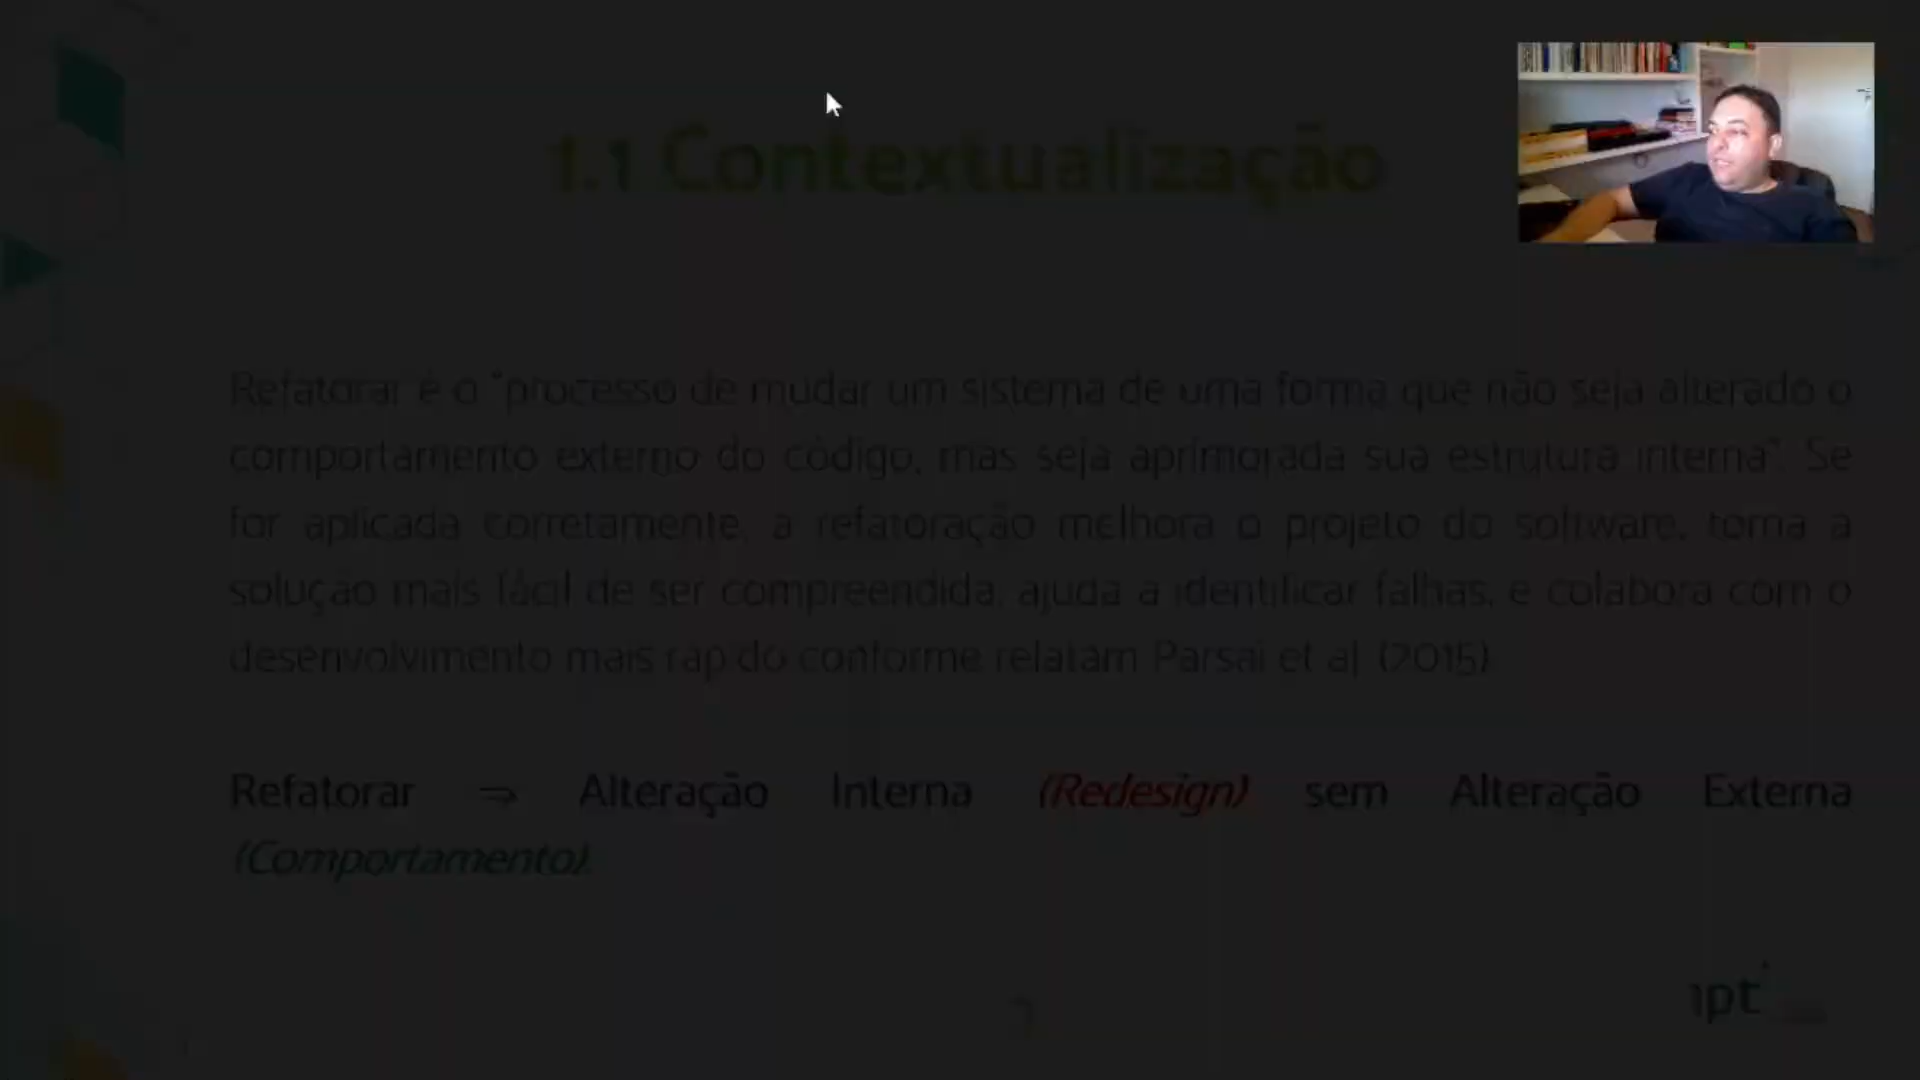 1.1 Contextualização
Refatorar é o "processo de mudar um sistema de uma forma que não seja alterado o
comportamento externo do código, mas seja aprimorada sua estrutura interna". Se
for aplicada corretamente, a refatoração melhora o projeto do software, torna a
solução mais fácil de ser compreendida, ajuda a identificar falhas, e colabora com o
desenvolvimento mais rápido conforme relatam Parsai et al. (2015).
Refatorar ⇒ Alteração Interna (Redesign) sem Alteração Externa
(Comportamento).
ipt